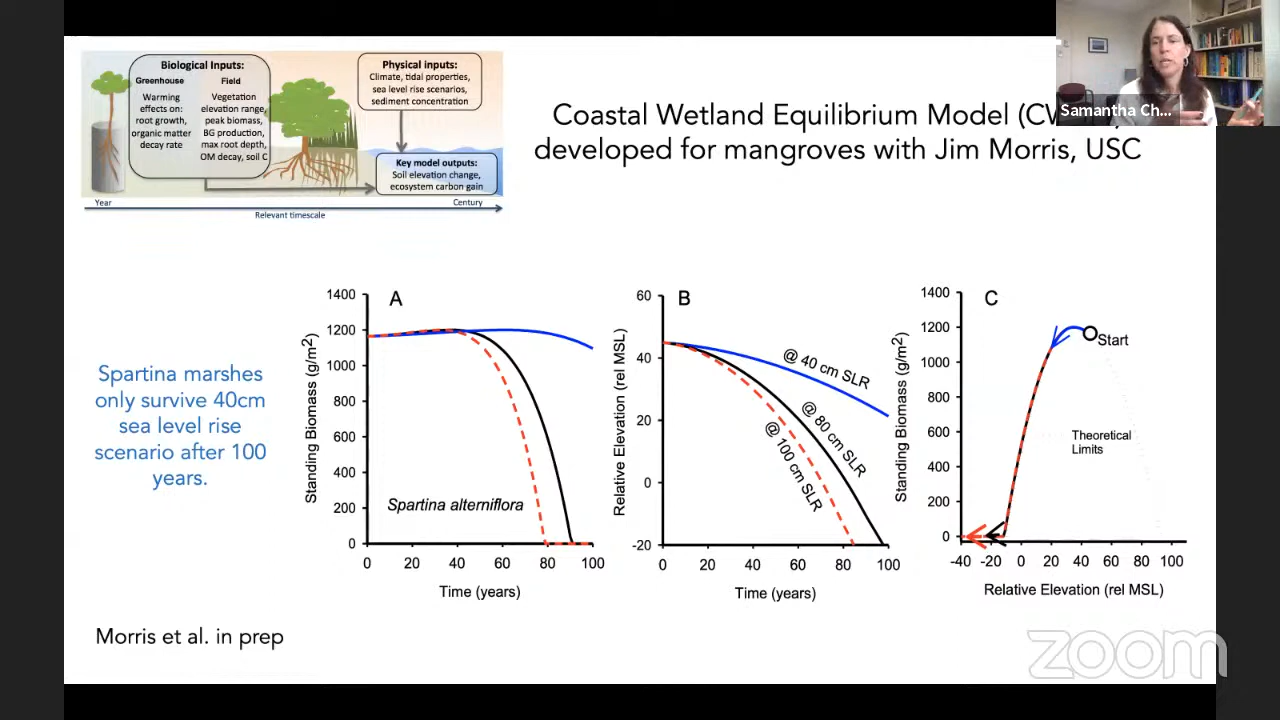 Biological Inputs:
Greenhouse
Warming
effects on:
root growth,
organic matter
decay rate
Field
Vegetation
elevation range,
peak biomass,
BG production,
max root depth,
OM decay, soil C
Physical inputs:
Climate, tidal properties,
sea level rise scenarios,
sediment concentration
Key model outputs:
Soil elevation change,
ecosystem carbon gain
Year
Century
Relevant timescale
Coastal Wetland Equilibrium Model
developed for mangroves with Jim Morris, USC
Samantha Ch...
Spartina marshes
only survive 40cm
sea level rise
scenario after 100
years.
A
Standing Biomass (g/m²)
1400
1200
1000
800
600
400
200
0
Spartina alterniflora
0 20 40 60 80 100
Time (years)
B
Relative Elevation (rel MSL)
60
40
20
0
-20
@ 40 cm SLR
@ 80 cm SLR
@ 100 cm SLR
0 20 40 60 80 100
Time (years)
C
Standing Biomass (g/m²)
1400
1200
1000
800
600
400
200
0
Start
Theoretical
Limits
-40 -20 0 20 40 60 80 100
Relative Elevation (rel MSL)
Morris et al. in prep
zoom